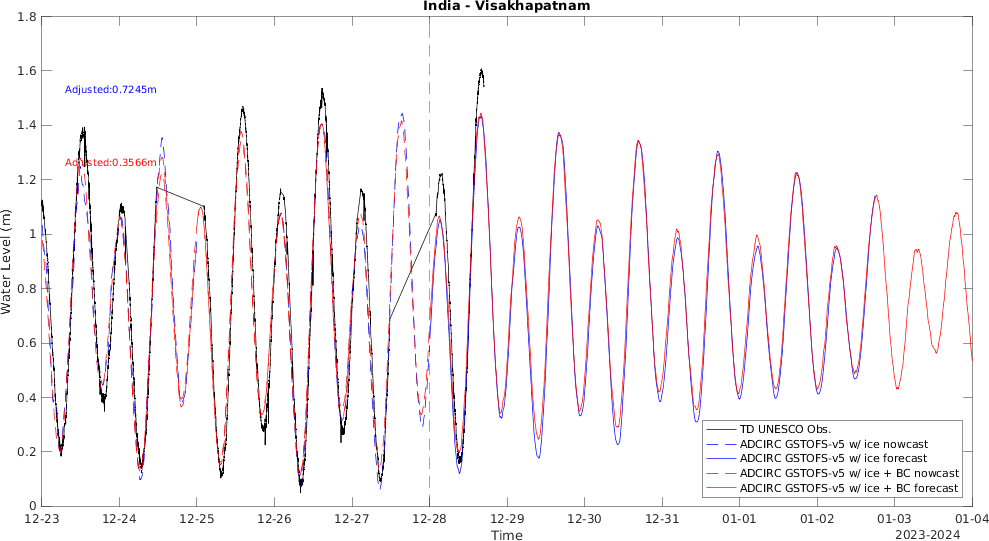 India - Visakhapatnam
1.8
1.6
1.4
1.2
1
0.8
0.6
0.4
0.2
0
Water Level (m)
Adjusted:0.7245m
Adjusted:0.3566m
TD UNESCO Obs.
ADCIRC GSTOFS-v5 w/ ice nowcast
ADCIRC GSTOFS-v5 w/ ice forecast
ADCIRC GSTOFS-v5 w/ ice + BC nowcast
ADCIRC GSTOFS-v5 w/ ice + BC forecast
12-23 12-24 12-25 12-26 12-27 12-28 12-29 12-30 12-31 01-01 01-02 01-03 01-04
Time
2023-2024